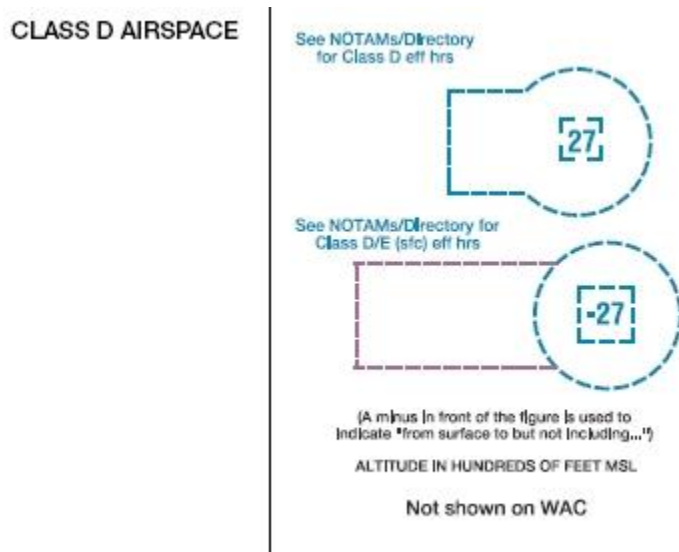 CLASS D AIRSPACE
See NOTAMs/Directory
for Class D eff hrs
27
See NOTAMs/Directory for
Class D/E (sfc) eff hrs
-27
(A minus in front of the figure is used to
indicate "from surface to but not including...")
ALTITUDE IN HUNDREDS OF FEET MSL
Not shown on WAC